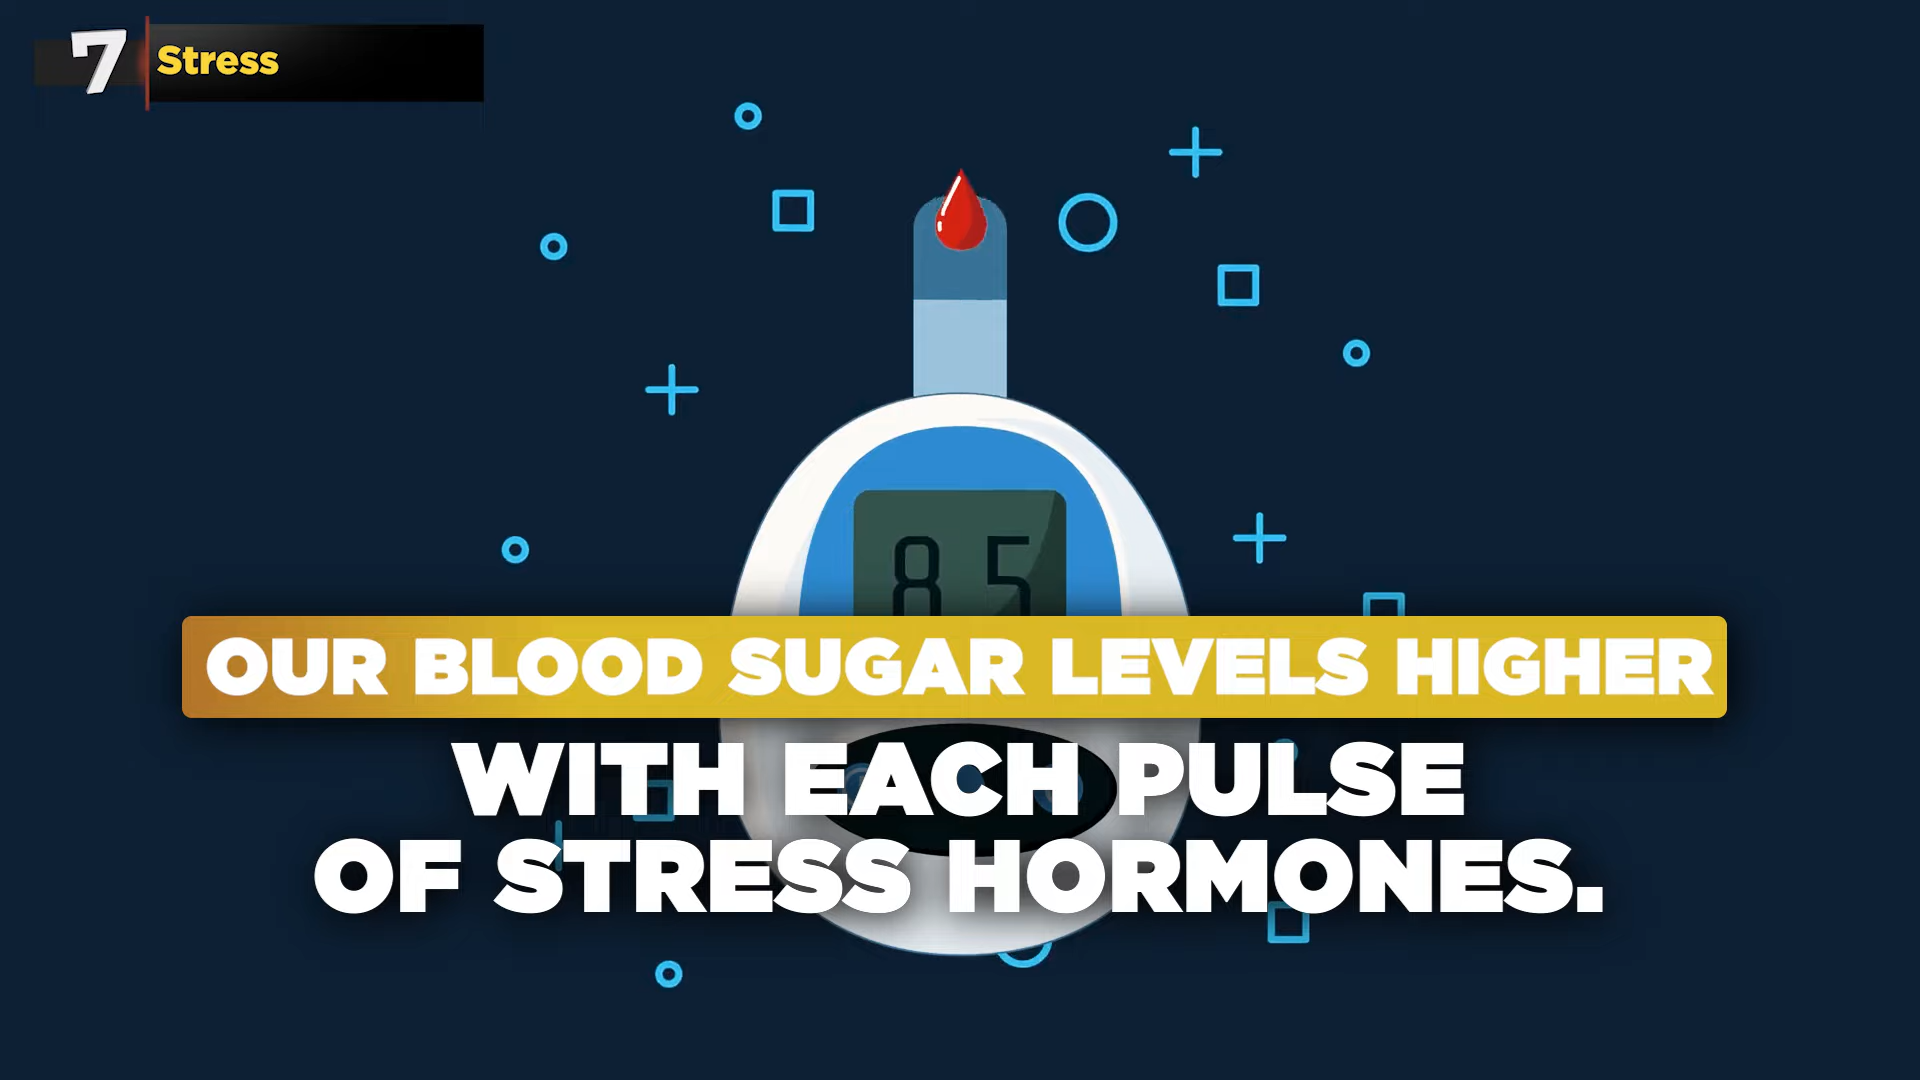 7 Stress
85
OUR BLOOD SUGAR LEVELS HIGHER
WITH EACH PULSE
OF STRESS HORMONES.